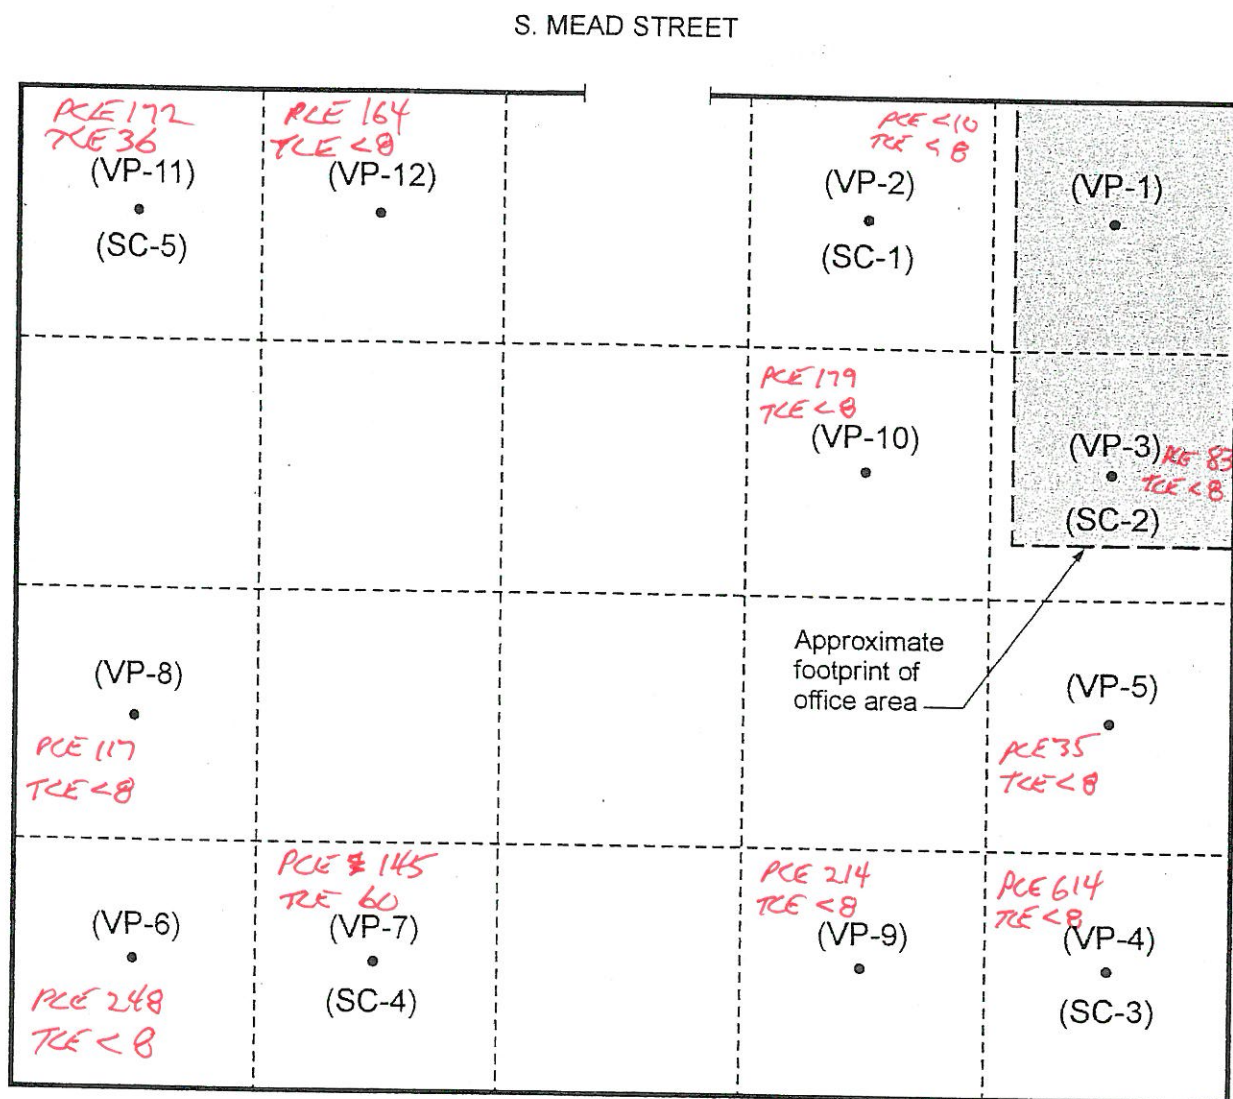 S. MEAD STREET
PCE 172
TCE 36
(VP-11)
(SC-5)
PCE 164
TCE <8
(VP-12)
PCE <10
TCE <8
(VP-2)
(SC-1)
(VP-1)
PCE 179
TCE <8
(VP-10)
(VP-3)
PCE 83
TCE <8
(SC-2)
(VP-8)
PCE 117
TCE <8
Approximate
footprint of
office area
(VP-5)
PCE 35
TCE <8
(VP-6)
PCE 248
TCE <8
PCE 145
TCE 60
(VP-7)
(SC-4)
PCE 214
TCE <8
(VP-9)
PCE 614
TCE <8
(VP-4)
(SC-3)